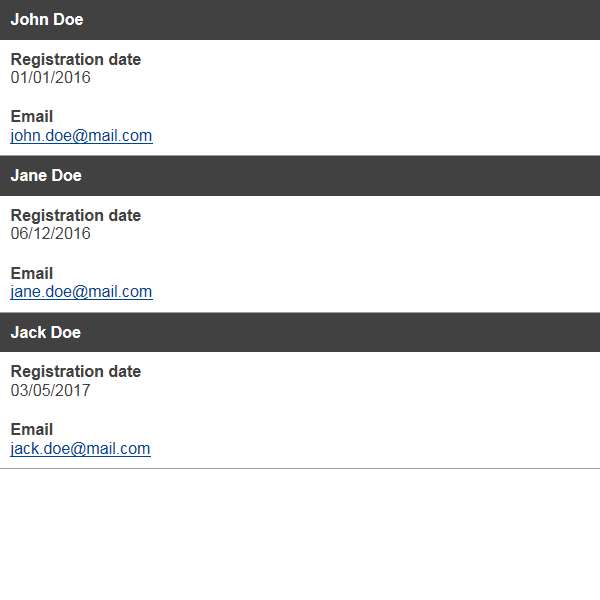 John Doe
Registration date
01/01/2016
Email
john.doe@mail.com
Jane Doe
Registration date
06/12/2016
Email
jane.doe@mail.com
Jack Doe
Registration date
03/05/2017
Email
jack.doe@mail.com